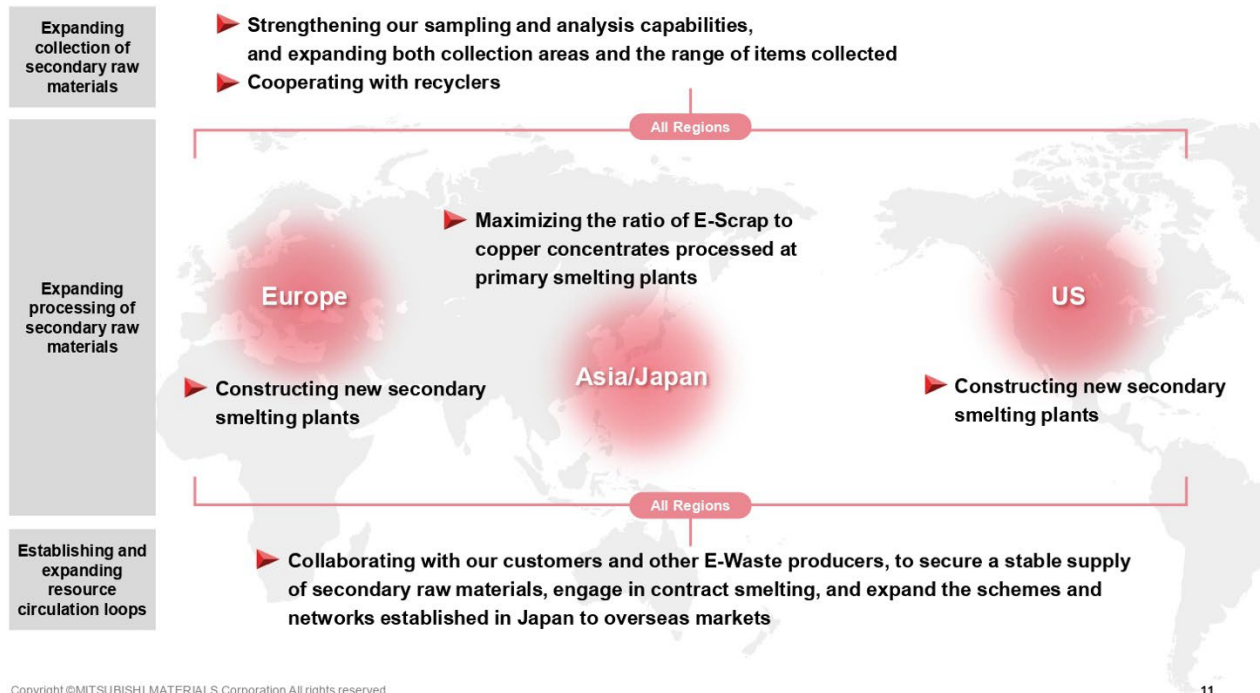 Expanding
collection of
secondary raw
materials
Strengthening our sampling and analysis capabilities,
and expanding both collection areas and the range of items collected
Cooperating with recyclers
All Regions
Expanding
processing of
secondary raw
materials
Maximizing the ratio of E-Scrap to
copper concentrates processed at
primary smelting plants
Europe
US
Asia/Japan
Constructing new secondary
smelting plants
Constructing new secondary
smelting plants
All Regions
Establishing and
expanding
resource
circulation loops
Collaborating with our customers and other E-Waste producers, to secure a stable supply
of secondary raw materials, engage in contract smelting, and expand the schemes and
networks established in Japan to overseas markets
Copyright ©MITSUBISHI MATERIALS Corporation All rights reserved
11